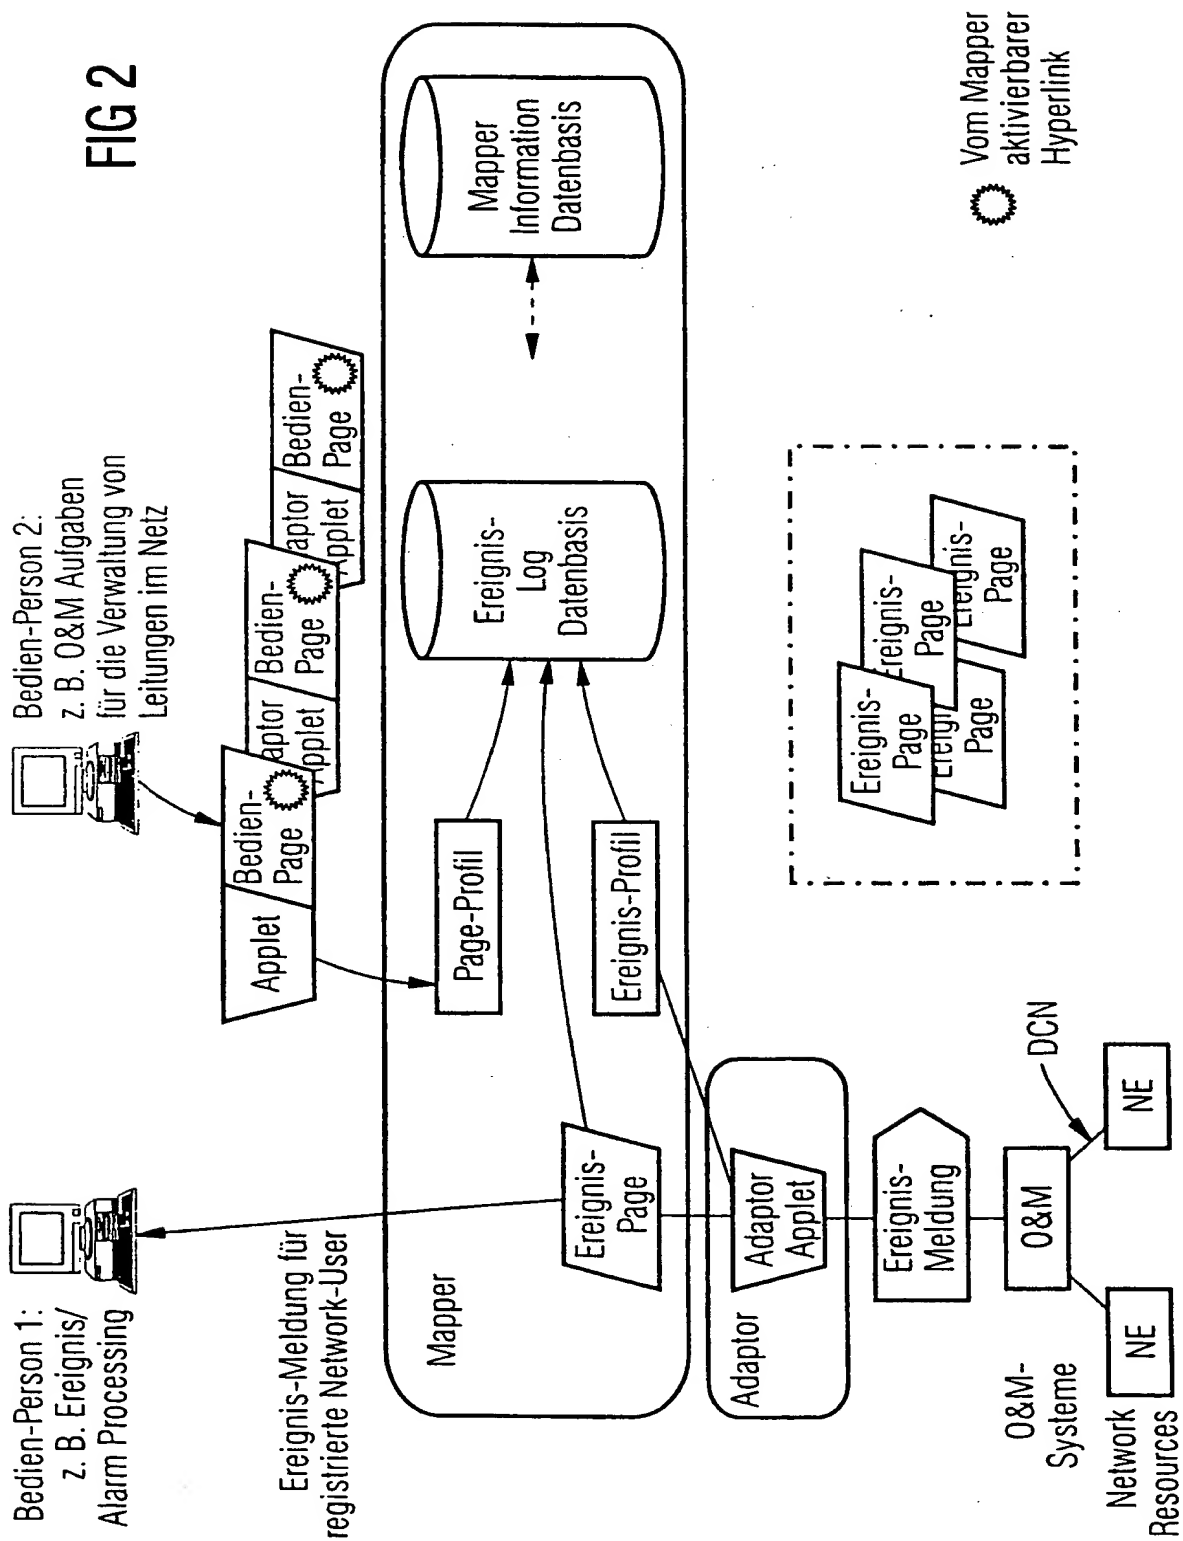 FIG 2
Bedien-Person 1:
z. B. Ereignis/
Alarm Processing
Bedien-Person 2:
z. B. O&M Aufgaben
für die Verwaltung von
Leitungen im Netz
Ereignis-Meldung für
registrierte Network-User
Applet
Bedien-
Page
aptor
Applet
Bedien-
Page
aptor
Applet
Bedien-
Page
Mapper
Ereignis-
Page
Page-Profil
Ereignis-Profil
Ereignis-
Log
Datenbasis
Mapper
Information
Datenbasis
Adaptor
Adaptor
Applet
Ereignis-
Meldung
Ereignis-
Page
Ereignis-
Page
Ereignis-
Page
Ereign
Page
O&M-
Systeme
O&M
DCN
Network
Resources
NE
NE
Vom Mapper
aktivierbarer
Hyperlink